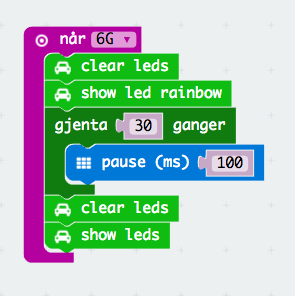 når 6G
clear leds
show led rainbow
gjenta 30 ganger
pause (ms) 100
clear leds
show leds